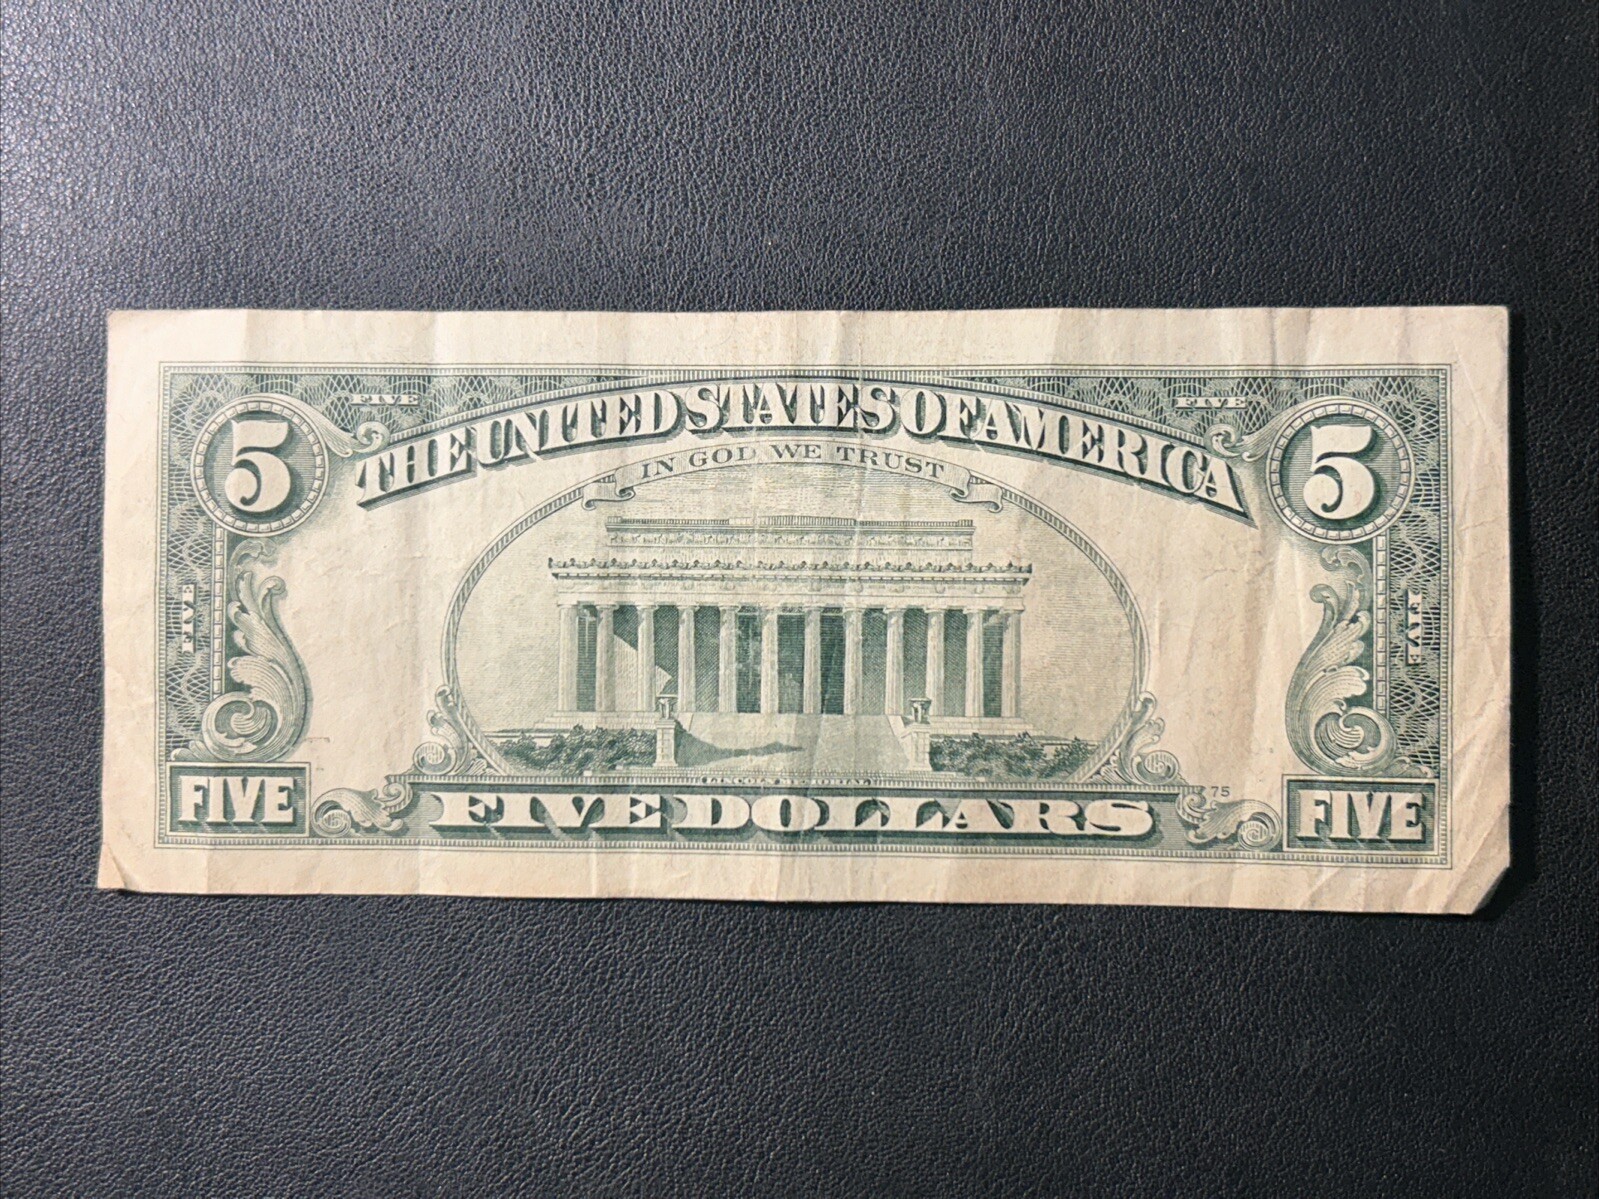 FIVE FIVE
5 THE UNITED STATES OF AMERICA 5
IN GOD WE TRUST
FIVE FIVE
LINCOLN MEMORIAL
75
FIVE FIVE DOLLARS FIVE